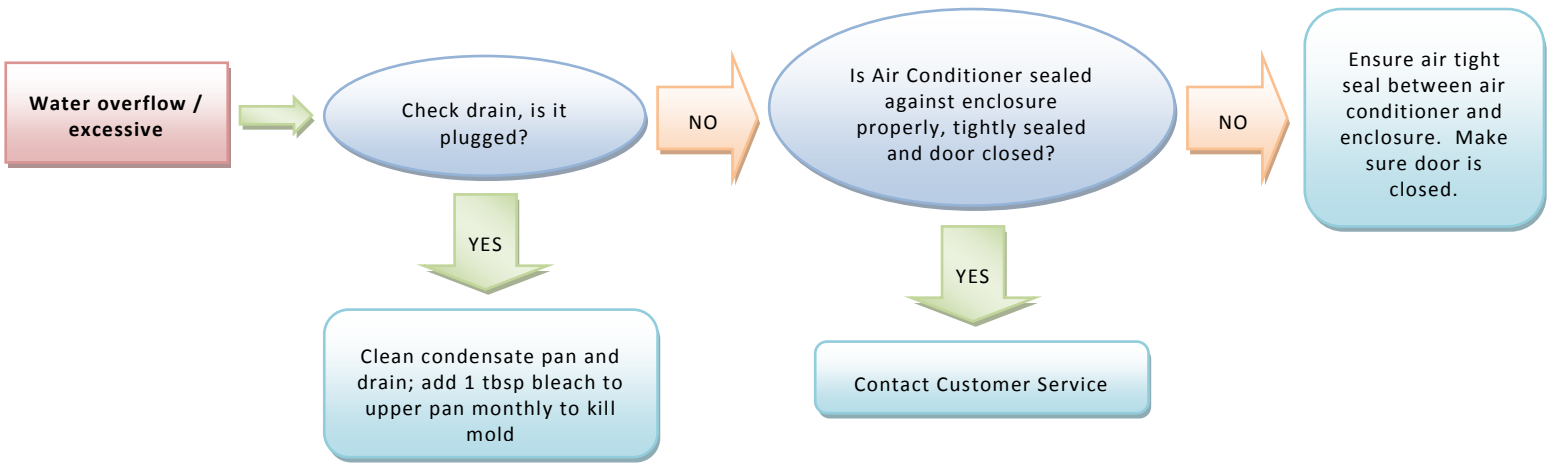 Water overflow /
excessive
Check drain, is it
plugged?
NO
Is Air Conditioner sealed
against enclosure
properly, tightly sealed
and door closed?
NO
Ensure air tight
seal between air
conditioner and
enclosure.  Make
sure door is
closed.
YES
Clean condensate pan and
drain; add 1 tbsp bleach to
upper pan monthly to kill
mold
YES
Contact Customer Service